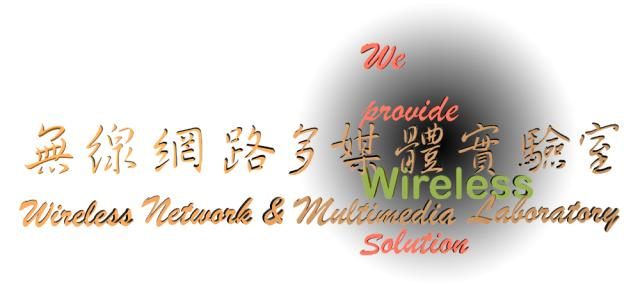 We
provide
無線網路多媒體實驗室
Wireless
Wireless Network & Multimedia Laboratory
Solution